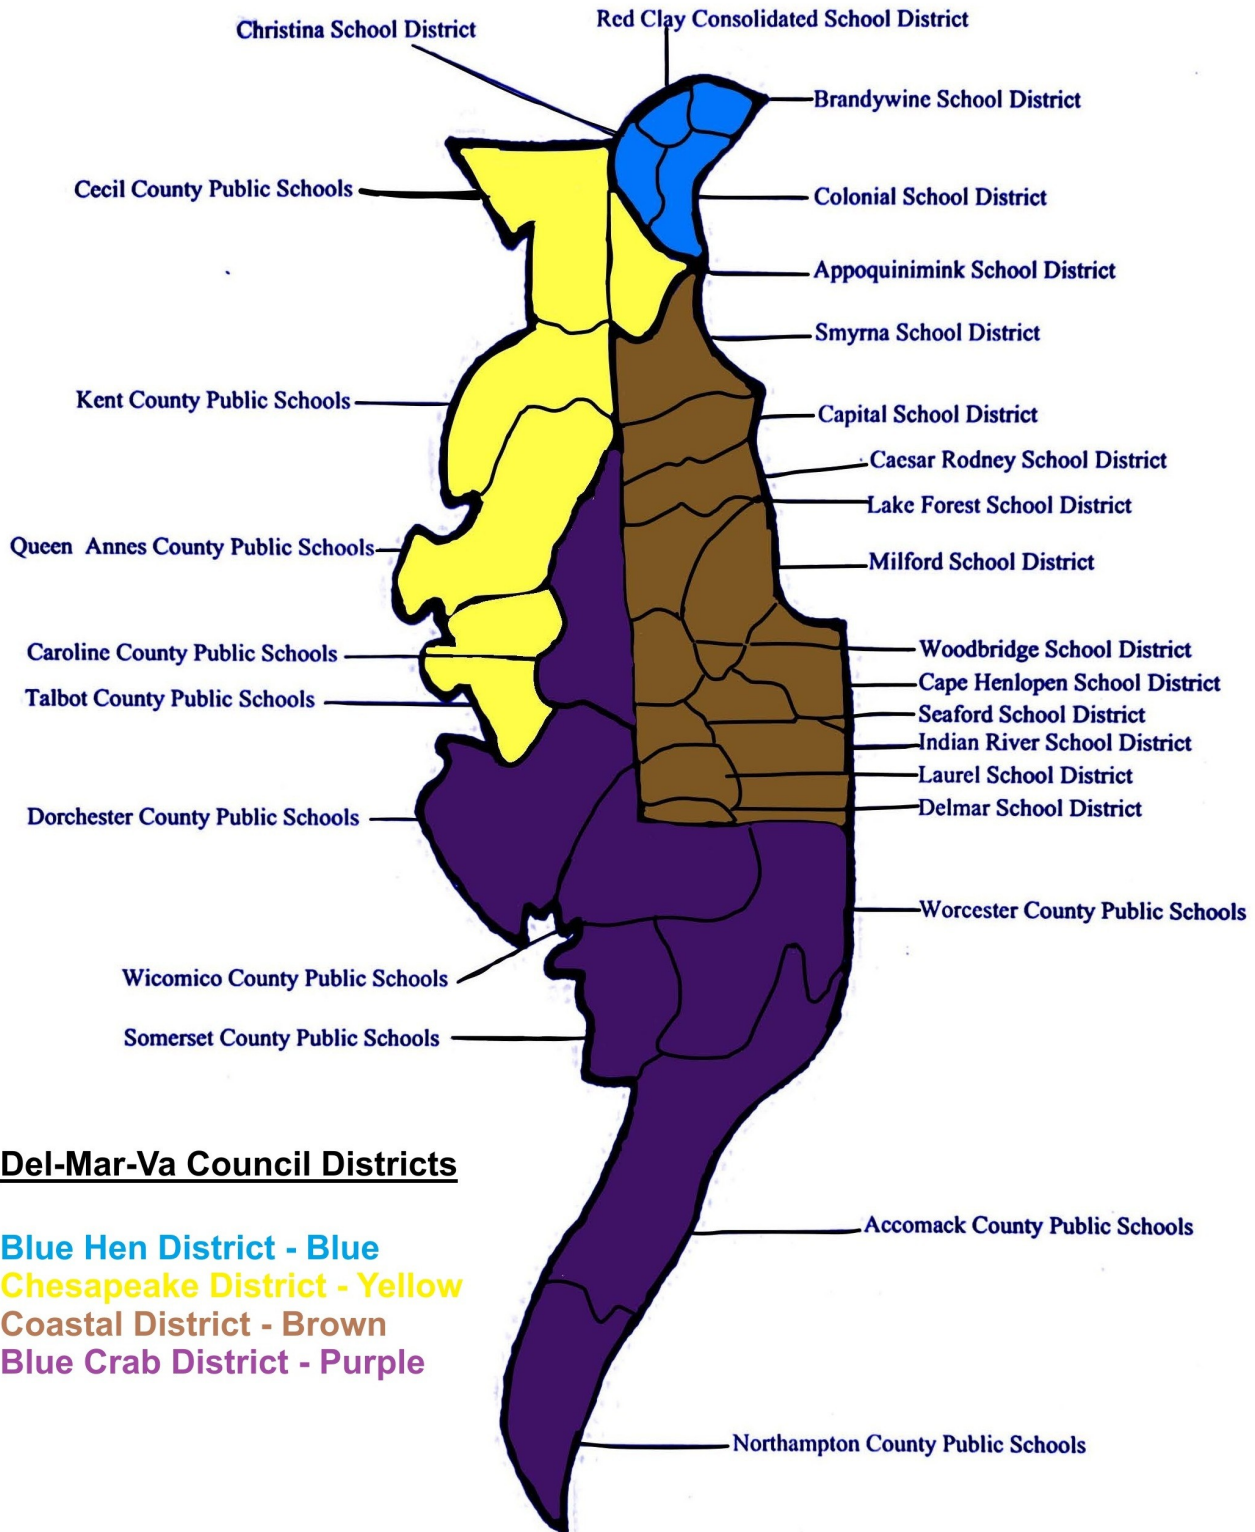 Christina School District
Red Clay Consolidated School District
Brandywine School District
Cecil County Public Schools
Colonial School District
Appoquinimink School District
Smyrna School District
Kent County Public Schools
Capital School District
Caesar Rodney School District
Lake Forest School District
Queen Annes County Public Schools
Milford School District
Caroline County Public Schools
Woodbridge School District
Talbot County Public Schools
Cape Henlopen School District
Seaford School District
Indian River School District
Laurel School District
Dorchester County Public Schools
Delmar School District
Worcester County Public Schools
Wicomico County Public Schools
Somerset County Public Schools
Del-Mar-Va Council Districts
Blue Hen District - Blue
Chesapeake District - Yellow
Coastal District - Brown
Blue Crab District - Purple
Accomack County Public Schools
Northampton County Public Schools